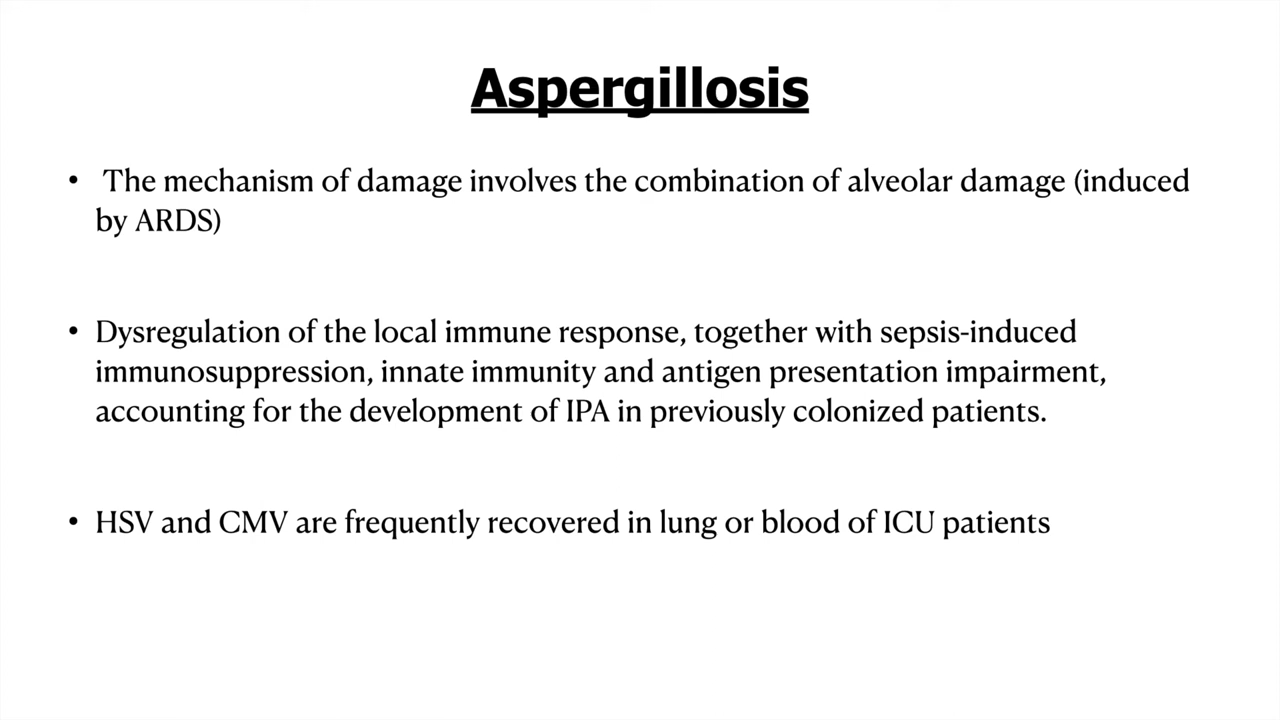 Aspergillosis
• The mechanism of damage involves the combination of alveolar damage (induced
by ARDS)
• Dysregulation of the local immune response, together with sepsis-induced
immunosuppression, innate immunity and antigen presentation impairment,
accounting for the development of IPA in previously colonized patients.
• HSV and CMV are frequently recovered in lung or blood of ICU patients